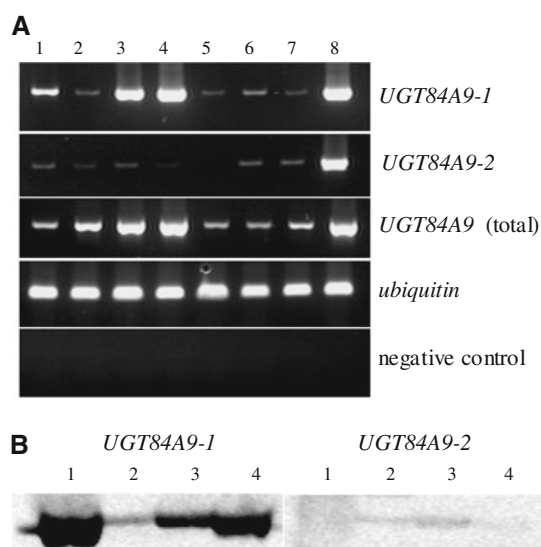 A
1 2 3 4 5 6 7 8
UGT84A9-1
UGT84A9-2
UGT84A9 (total)
ubiquitin
negative control
B
UGT84A9-1 UGT84A9-2
1 2 3 4 1 2 3 4